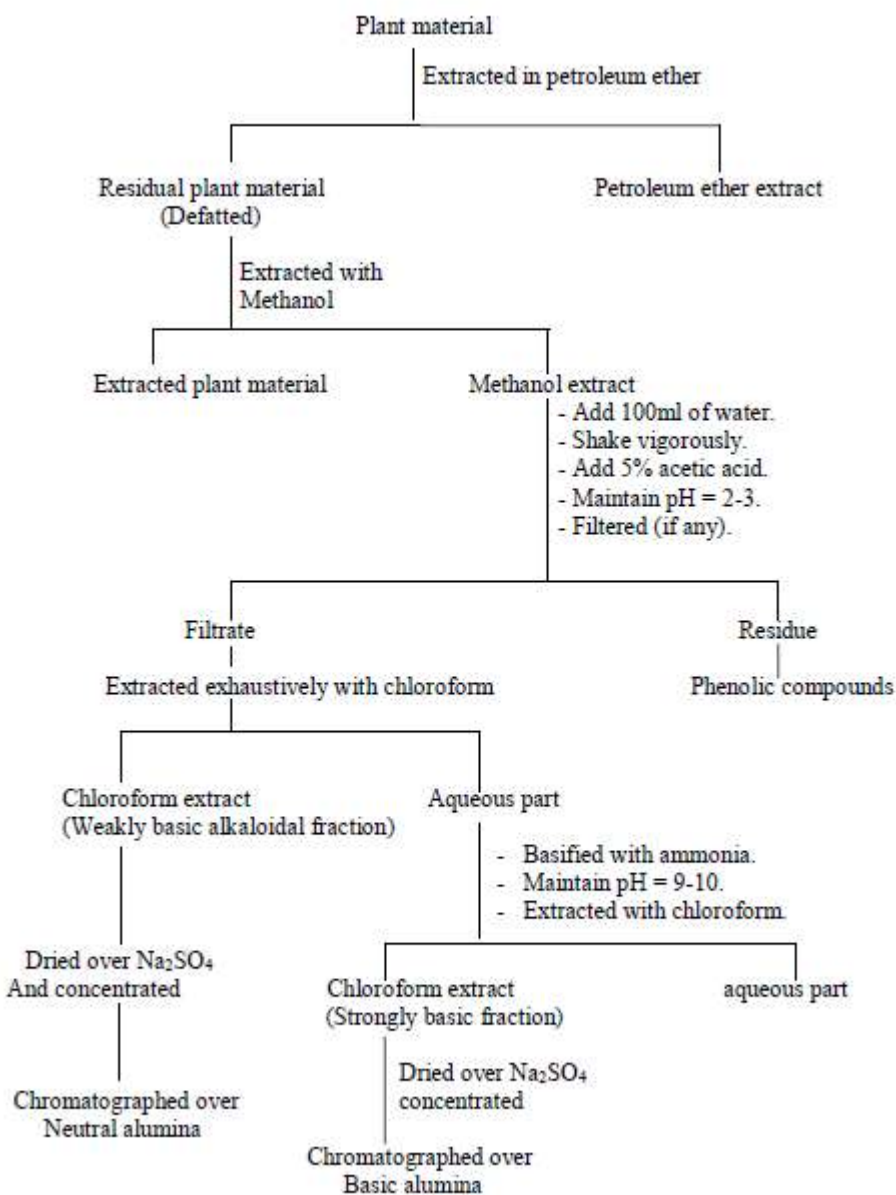 Plant material
Extracted in petroleum ether
Residual plant material
(Defatted)
Petroleum ether extract
Extracted with
Methanol
Extracted plant material
Methanol extract
- Add 100ml of water.
- Shake vigorously.
- Add 5% acetic acid.
- Maintain pH = 2-3.
- Filtered (if any).
Filtrate
Residue
Extracted exhaustively with chloroform
Phenolic compounds
Chloroform extract
(Weakly basic alkaloidal fraction)
Aqueous part
- Basified with ammonia.
- Maintain pH = 9-10.
- Extracted with chloroform.
Dried over Na₂SO₄
And concentrated
Chloroform extract
(Strongly basic fraction)
aqueous part
Dried over Na₂SO₄
concentrated
Chromatographed over
Neutral alumina
Chromatographed over
Basic alumina